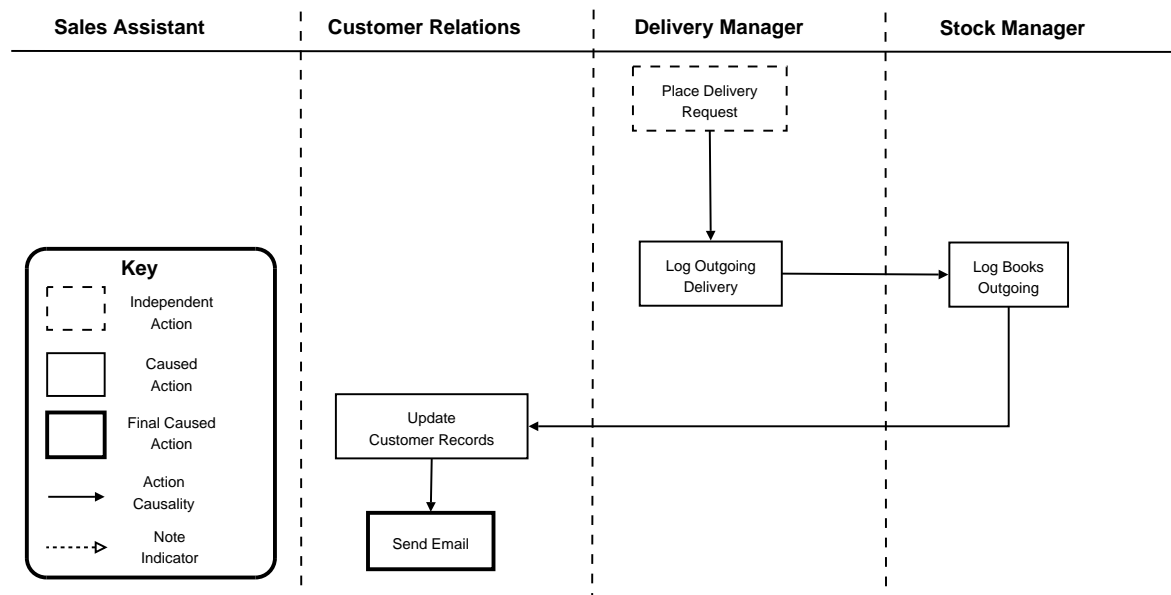 Sales Assistant
Customer Relations
Delivery Manager
Stock Manager
Place Delivery
Request
Log Outgoing
Delivery
Log Books
Outgoing
Update
Customer Records
Send Email
Key
Independent
Action
Caused
Action
Final Caused
Action
Action
Causality
Note
Indicator